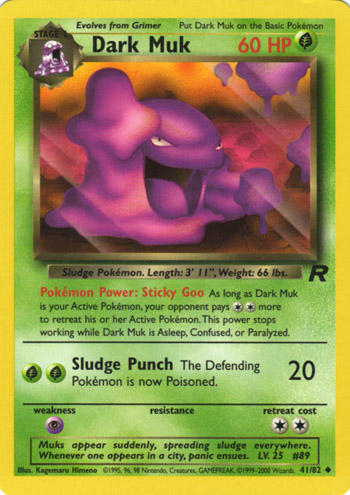 Evolves from Grimer Put Dark Muk on the Basic Pokémon
STAGE 1
Dark Muk 60 HP
Sludge Pokémon. Length: 3' 11", Weight: 66 lbs.
R
Pokémon Power: Sticky Goo As long as Dark Muk
is your Active Pokémon, your opponent pays more
to retreat his or her Active Pokémon. This power stops
working while Dark Muk is Asleep, Confused, or Paralyzed.
Sludge Punch The Defending
Pokémon is now Poisoned.
20
weakness resistance retreat cost
Muks appear suddenly, spreading sludge everywhere.
Whenever one appears in a city, panic ensues. LV. 25 #89
Illus. Kagemaru Himeno ©1995, 96, 98 Nintendo, Creatures, GAMEFREAK. ©1999-2000 Wizards. 41/82